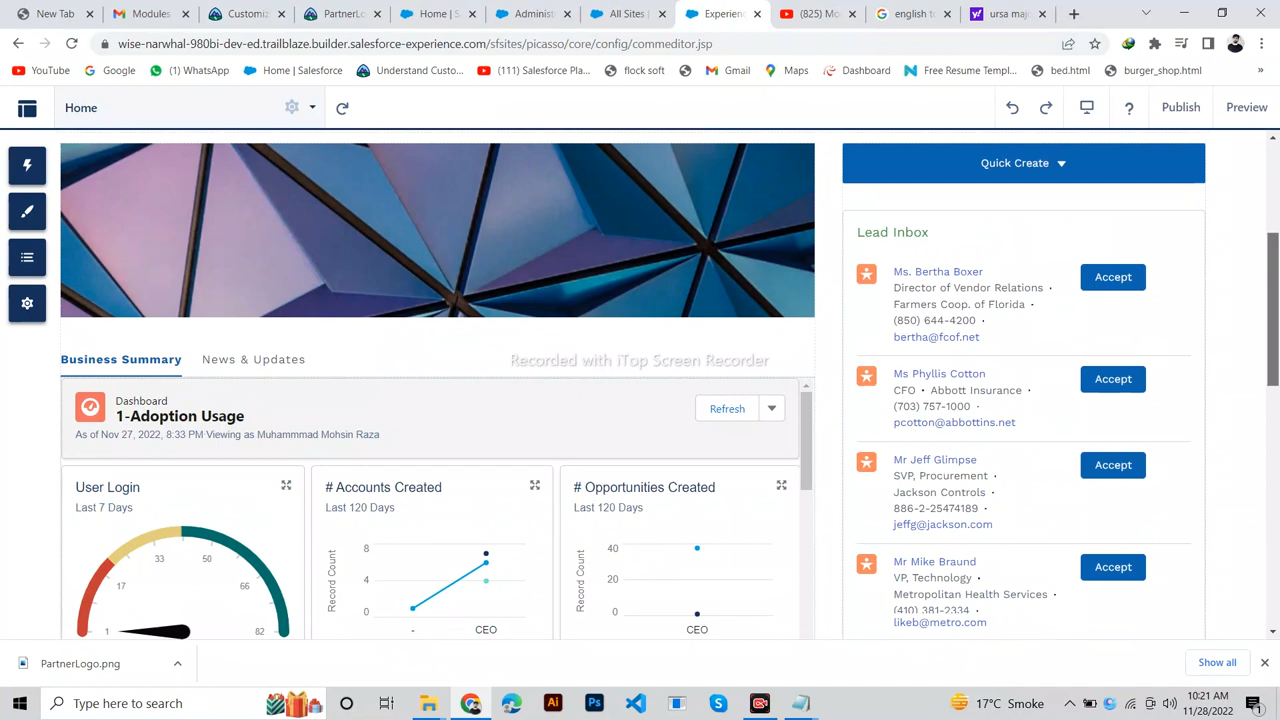 New Tab
Modules
Customiz
PartnerLo
Home | S
Administr
All Sites |
Experienc
(825) Mo
english to
ursa majo
wise-narwhal-980bi-dev-ed.trailblaze.builder.salesforce-experience.com/sfsites/picasso/core/config/commeditor.jsp
YouTube
Google
(1) WhatsApp
Home | Salesforce
Understand Custo...
(111) Salesforce Pla...
flock soft
Gmail
Maps
Dashboard
Free Resume Templ...
bed.html
burger_shop.html
»
Home
?
Publish
Preview
Quick Create
Lead Inbox
Ms. Bertha Boxer
Director of Vendor Relations •
Farmers Coop. of Florida •
(850) 644-4200 •
bertha@fcof.net
Accept
Ms Phyllis Cotton
CFO • Abbott Insurance •
(703) 757-1000 •
pcotton@abbottins.net
Accept
Mr Jeff Glimpse
SVP, Procurement •
Jackson Controls •
886-2-25474189 •
jeffg@jackson.com
Accept
Mr Mike Braund
VP, Technology •
Metropolitan Health Services •
(410) 381-2334 •
likeb@metro.com
Accept
Business Summary
News & Updates
Recorded with iTop Screen Recorder
Dashboard
1-Adoption Usage
As of Nov 27, 2022, 8:33 PM·Viewing as Muhammmad Mohsin Raza
Refresh
User Login
Last 7 Days
1
17
33
50
66
82
# Accounts Created
Last 120 Days
Record Count
8
4
0
-
CEO
# Opportunities Created
Last 120 Days
Record Count
40
20
0
CEO
PartnerLogo.png
Show all
Type here to search
17°C Smoke
10:21 AM
11/28/2022
1